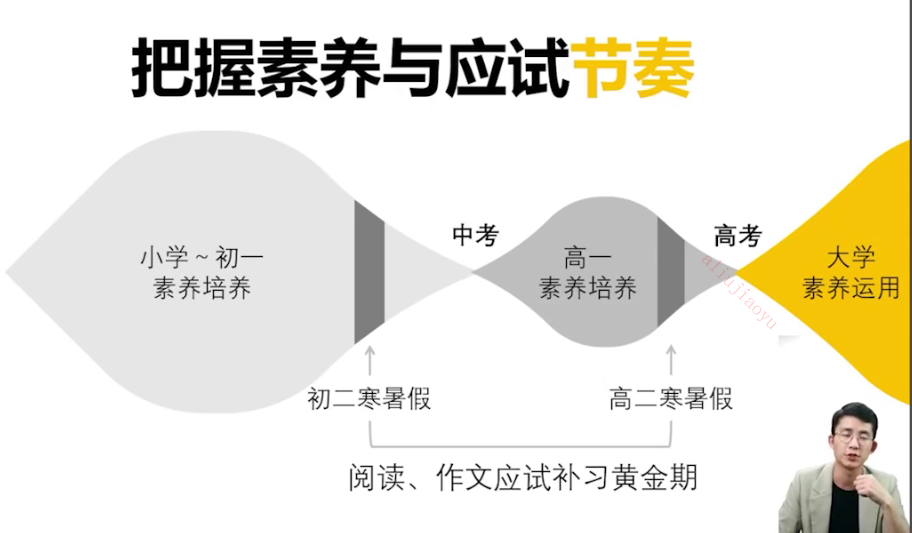 把握素养与应试节奏
中考
高考
小学~初一
素养培养
高一
素养培养
大学
素养运用
alidjiaoyu
初二寒暑假
高二寒暑假
阅读、作文应试补习黄金期